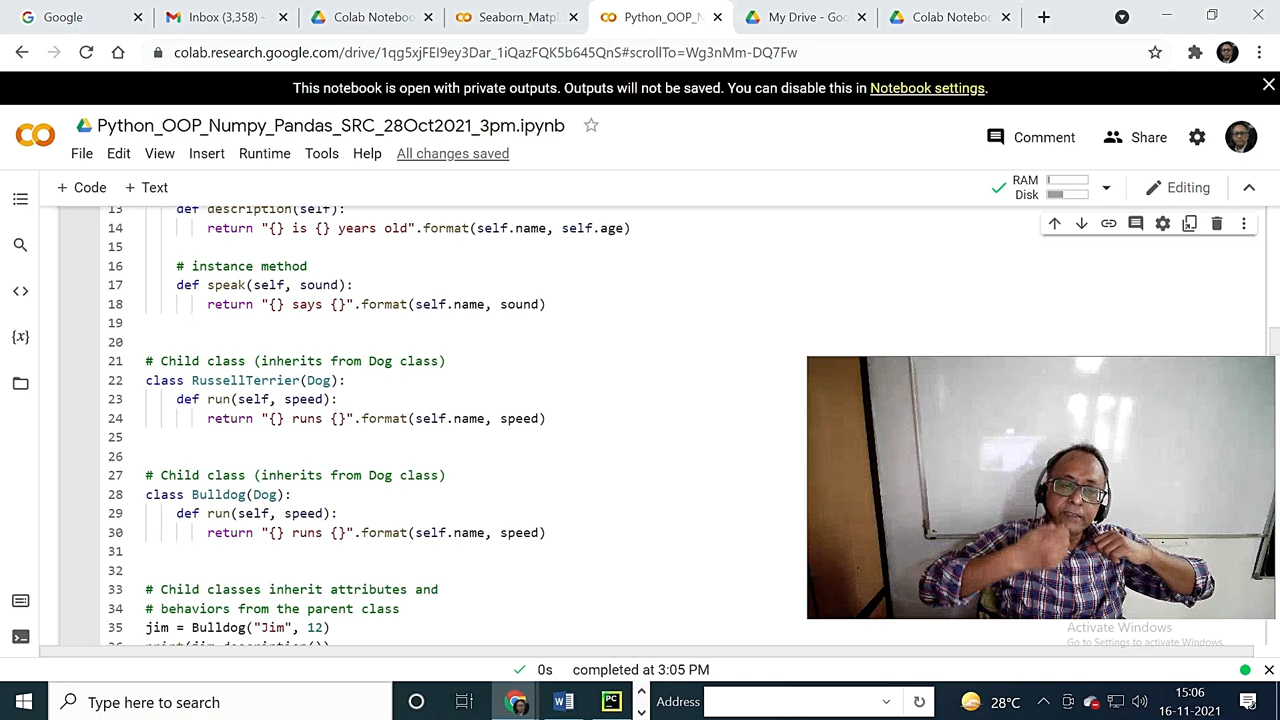 Google
Inbox (3,358) -
Colab Noteboo
Seaborn_Matp
Python_OOP_N
My Drive - Goo
Colab Noteboo
colab.research.google.com/drive/1qg5xjFEI9ey3Dar_1iQazFQK5b645QnS#scrollTo=Wg3nMm-DQ7Fw
This notebook is open with private outputs. Outputs will not be saved. You can disable this in Notebook settings.
Python_OOP_Numpy_Pandas_SRC_28Oct2021_3pm.ipynb
Comment
Share
File Edit View Insert Runtime Tools Help All changes saved
+ Code + Text
RAM
Disk
Editing
13 def description(self):
14 return "{} is {} years old".format(self.name, self.age)
15
16 # instance method
17 def speak(self, sound):
18 return "{} says {}".format(self.name, sound)
19
20
21 # Child class (inherits from Dog class)
22 class RussellTerrier(Dog):
23 def run(self, speed):
24 return "{} runs {}".format(self.name, speed)
25
26
27 # Child class (inherits from Dog class)
28 class Bulldog(Dog):
29 def run(self, speed):
30 return "{} runs {}".format(self.name, speed)
31
32
33 # Child classes inherit attributes and
34 # behaviors from the parent class
35 jim = Bulldog("Jim", 12)
36 print(jim.description())
Activate Windows
Go to Settings to activate Windows.
0s completed at 3:05 PM
Type here to search
Address
28°C
15:06
16-11-2021